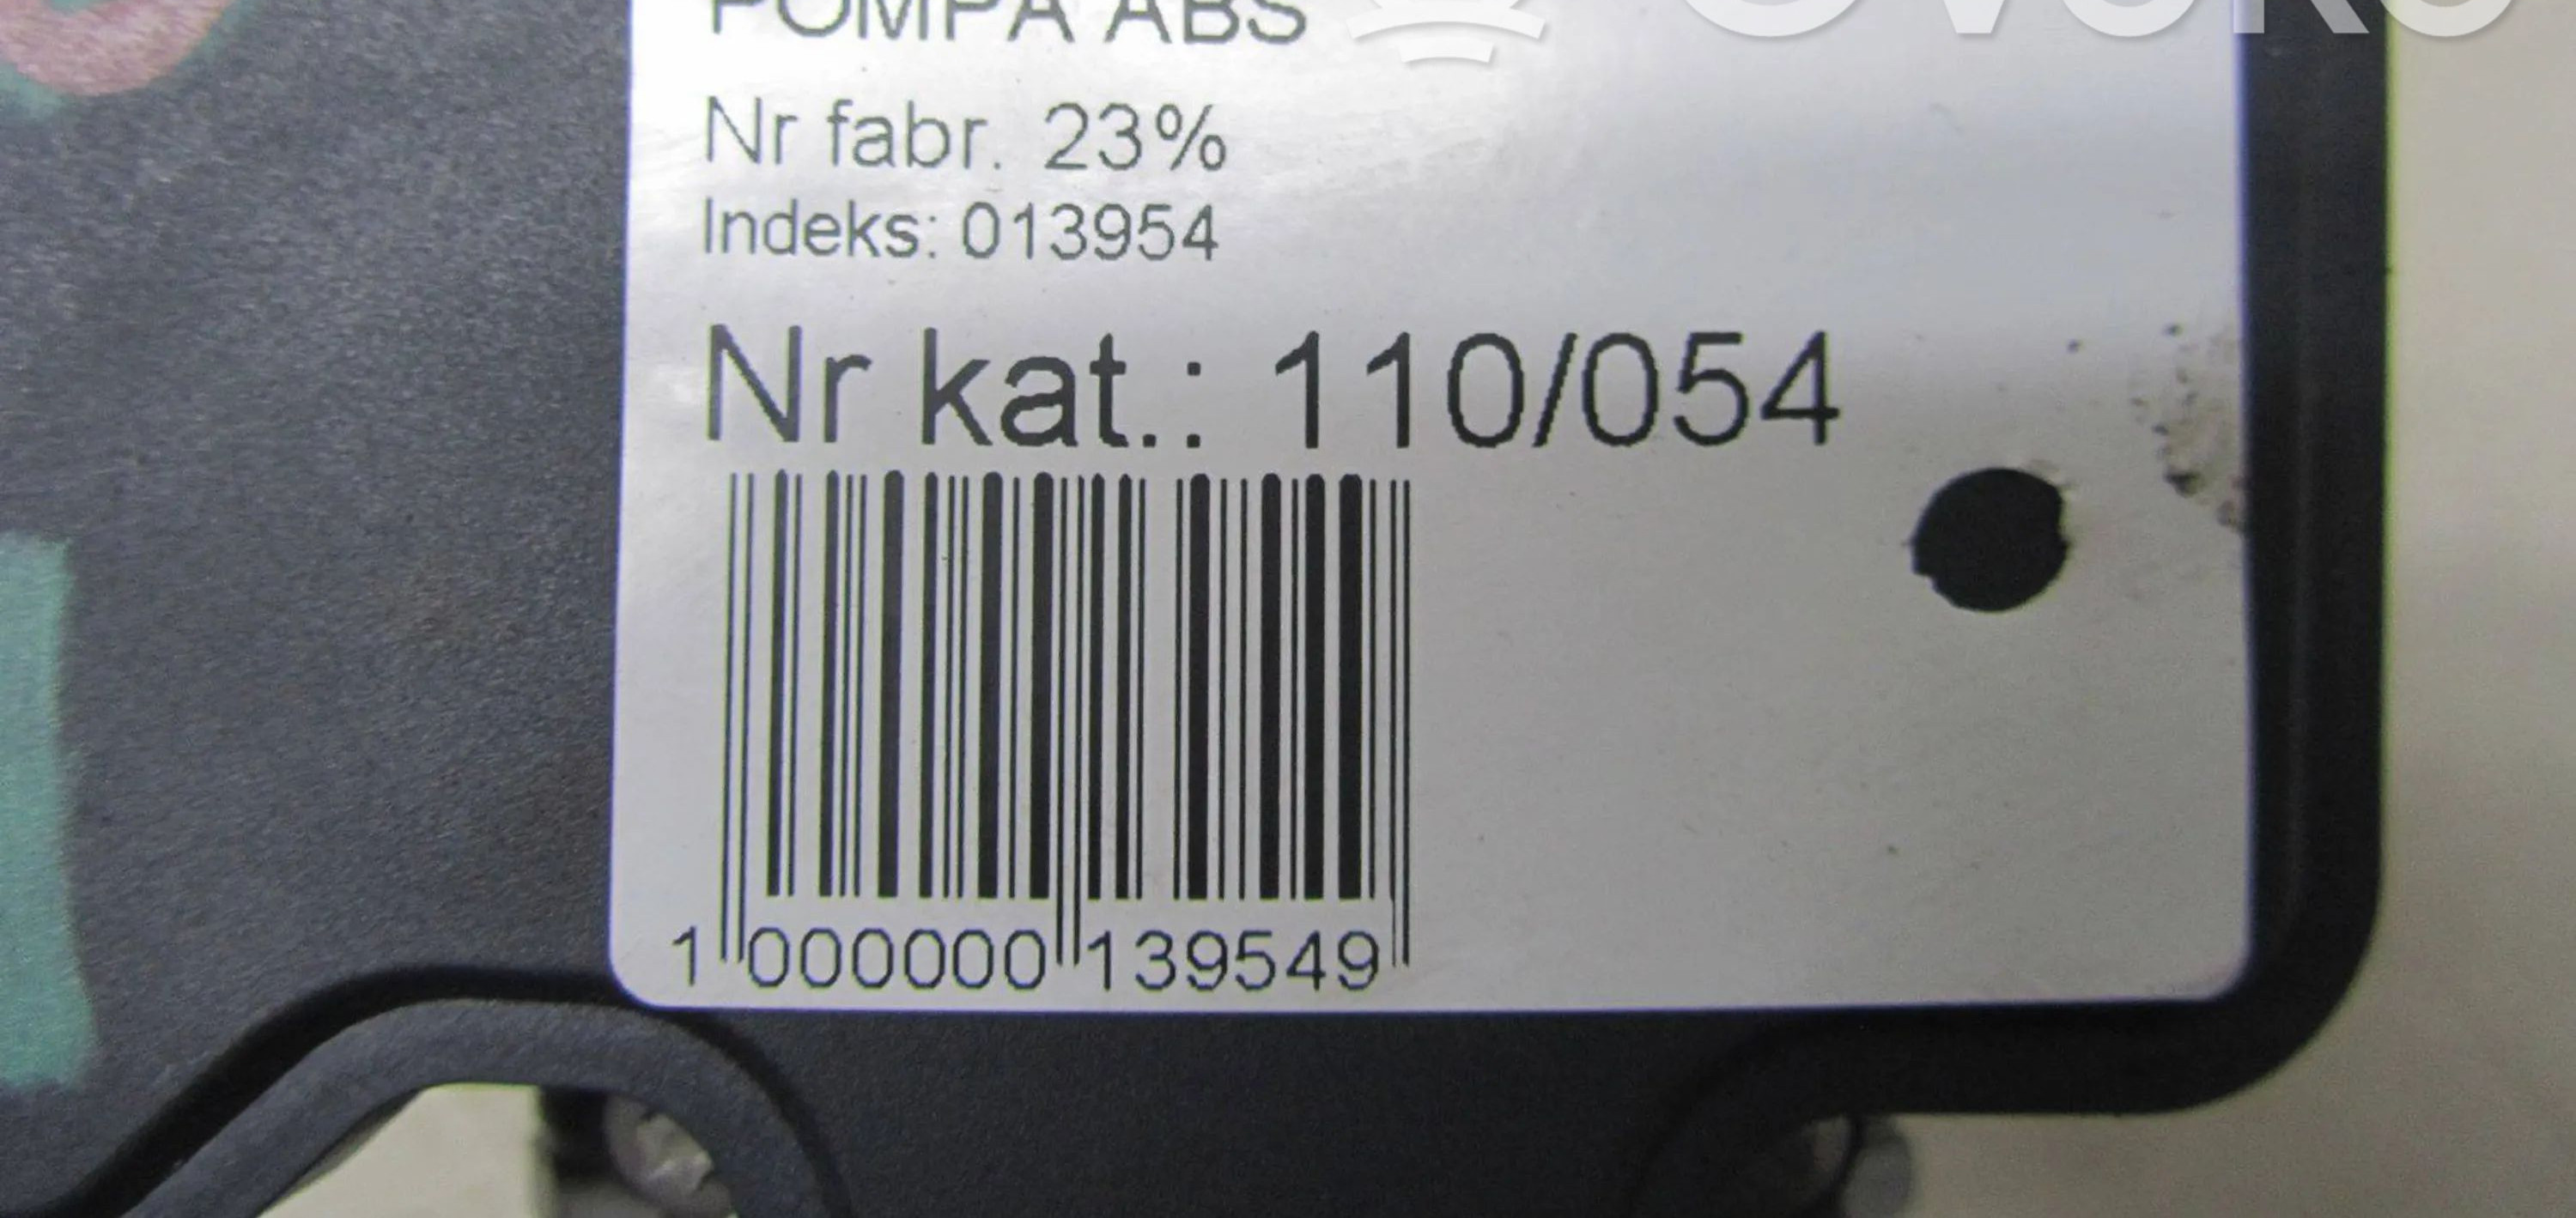 POMPA ABS
Nr fabr. 23%
Indeks: 013954
Nr kat.: 110/054
1 000000 139549